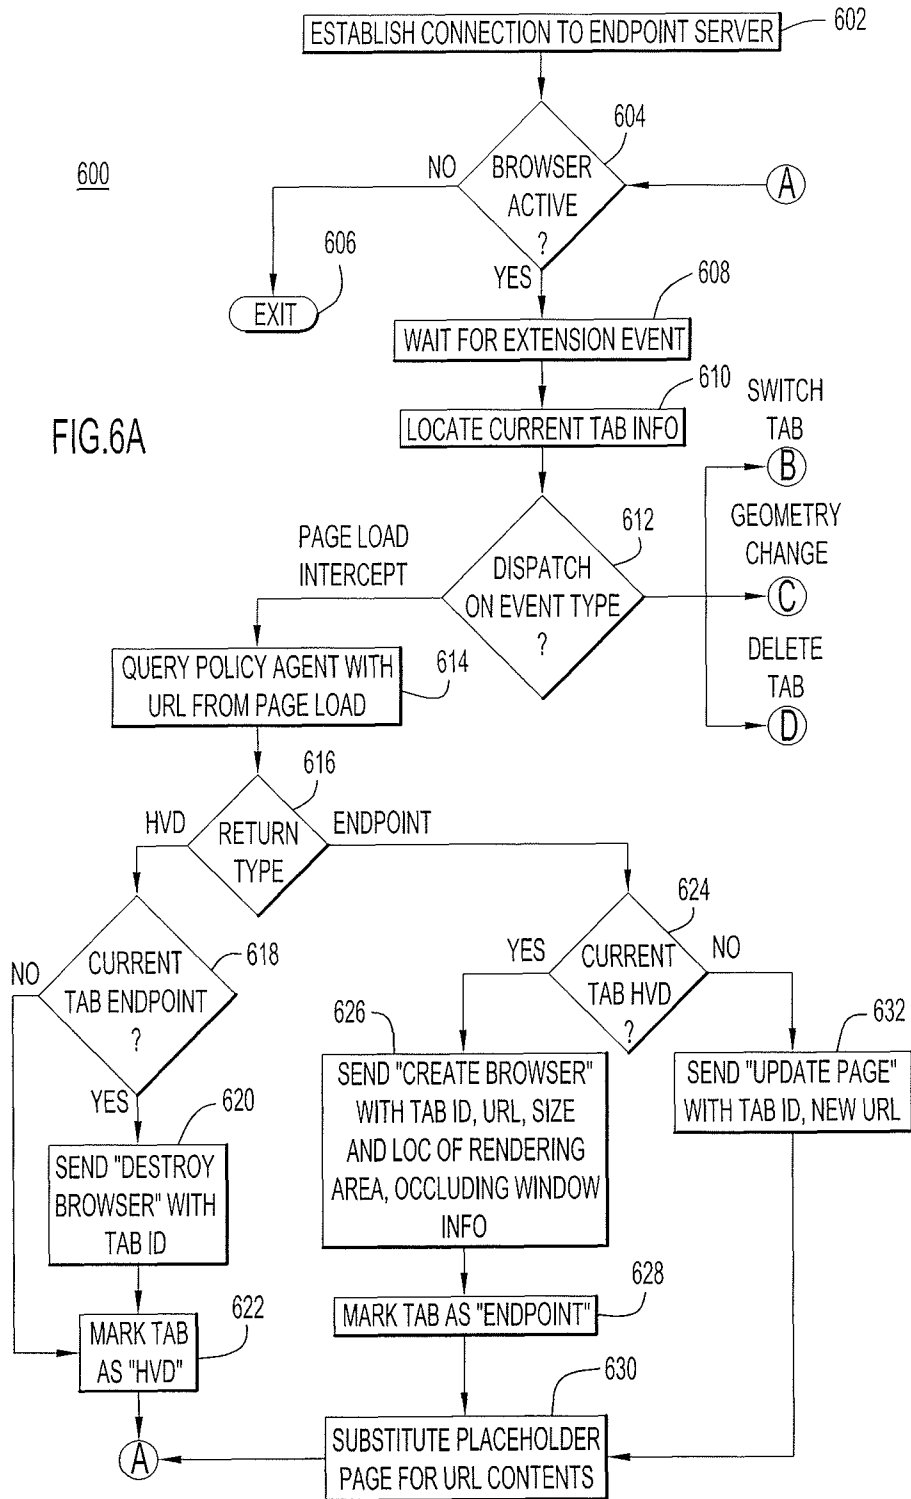 ESTABLISH CONNECTION TO ENDPOINT SERVER
602
604
600
NO
BROWSER
ACTIVE
?
A
606
YES
608
EXIT
WAIT FOR EXTENSION EVENT
610
FIG.6A
LOCATE CURRENT TAB INFO
SWITCH
TAB
B
GEOMETRY
CHANGE
C
DELETE
TAB
D
612
PAGE LOAD
INTERCEPT
DISPATCH
ON EVENT TYPE
?
QUERY POLICY AGENT WITH
URL FROM PAGE LOAD
614
616
HVD
RETURN
TYPE
ENDPOINT
624
618
NO
CURRENT
TAB ENDPOINT
?
YES
CURRENT
TAB HVD
?
NO
626
632
SEND "CREATE BROWSER"
WITH TAB ID, URL, SIZE
AND LOC OF RENDERING
AREA, OCCLUDING WINDOW
INFO
SEND "UPDATE PAGE"
WITH TAB ID, NEW URL
YES
620
SEND "DESTROY
BROWSER" WITH
TAB ID
628
MARK TAB AS "ENDPOINT"
622
MARK TAB
AS "HVD"
630
A
SUBSTITUTE PLACEHOLDER
PAGE FOR URL CONTENTS